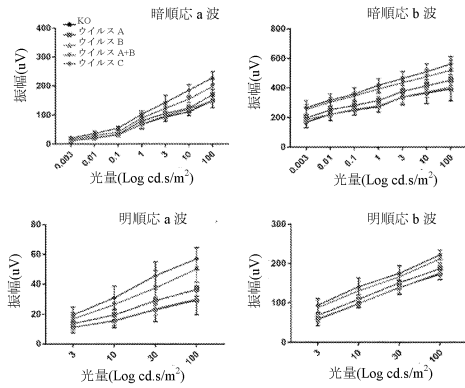 暗順応 a 波
KO
ウイルス A
ウイルス B
ウイルス A+B
ウイルス C
振幅(uV)
400
300
200
100
0
0.003
0.01
0.1
1
3
10
100
光量(Log cd.s/m²)
暗順応 b 波
振幅(uV)
800
600
400
200
0
0.003
0.01
0.1
1
3
10
100
光量(Log cd.s/m²)
明順応 a 波
振幅(uV)
80
60
40
20
0
3
10
30
100
光量(Log cd.s/m²)
明順応 b 波
振幅(uV)
300
200
100
0
3
10
30
100
光量(Log cd.s/m²)